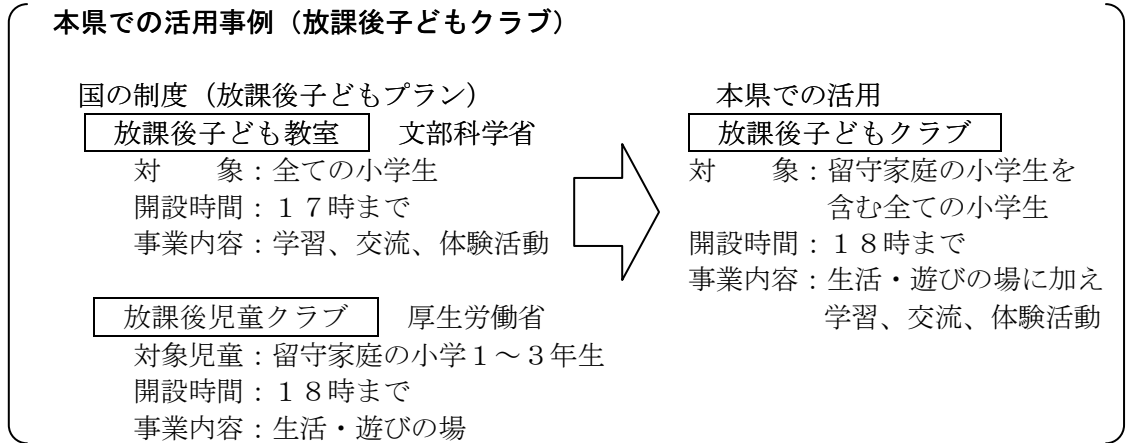 本県での活用事例（放課後子どもクラブ）
国の制度（放課後子どもプラン）
放課後子ども教室　文部科学省
対　　象：全ての小学生
開設時間：１７時まで
事業内容：学習、交流、体験活動
放課後児童クラブ　厚生労働省
対象児童：留守家庭の小学１～３年生
開設時間：１８時まで
事業内容：生活・遊びの場
本県での活用
放課後子どもクラブ
対　　象：留守家庭の小学生を
含む全ての小学生
開設時間：１８時まで
事業内容：生活・遊びの場に加え
学習、交流、体験活動